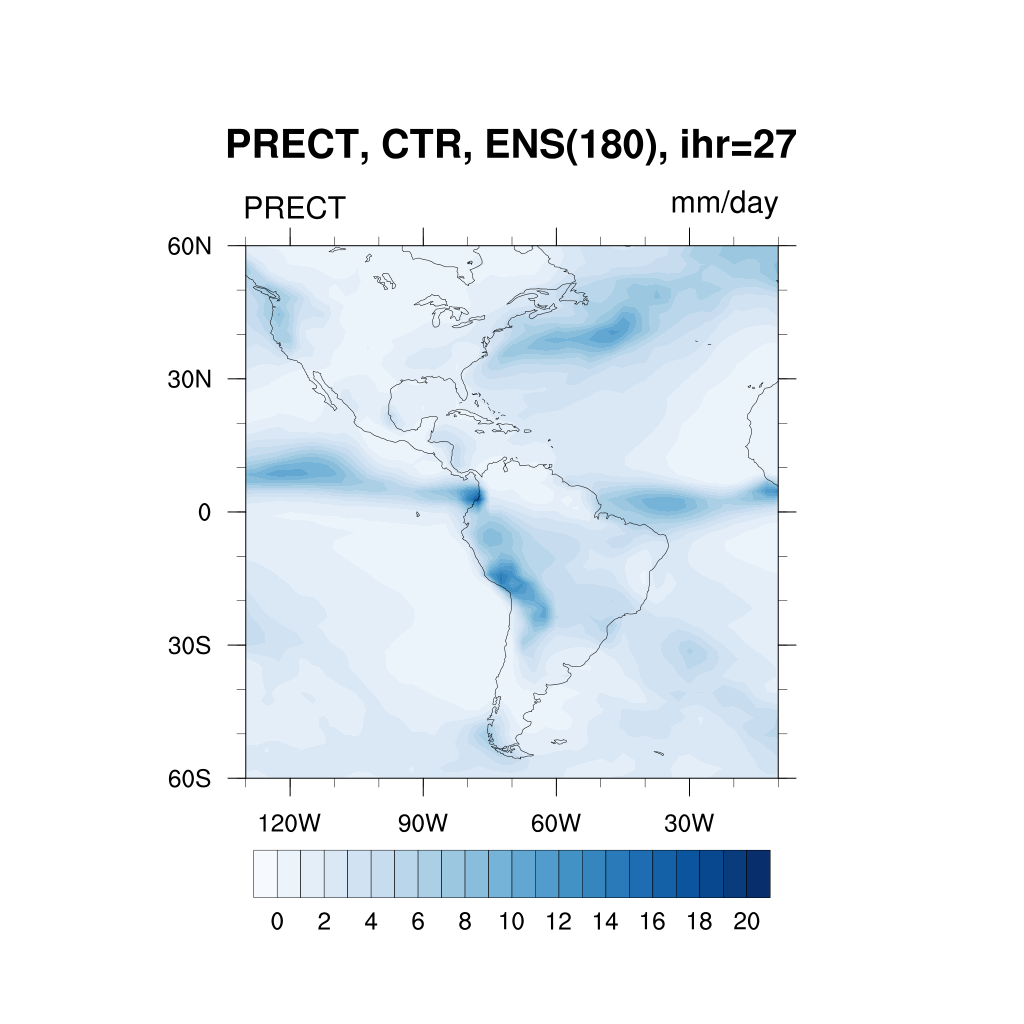 PRECT, CTR, ENS(180), ihr=27
PRECT mm/day
60N
30N
0
30S
60S
120W 90W 60W 30W
0 2 4 6 8 10 12 14 16 18 20